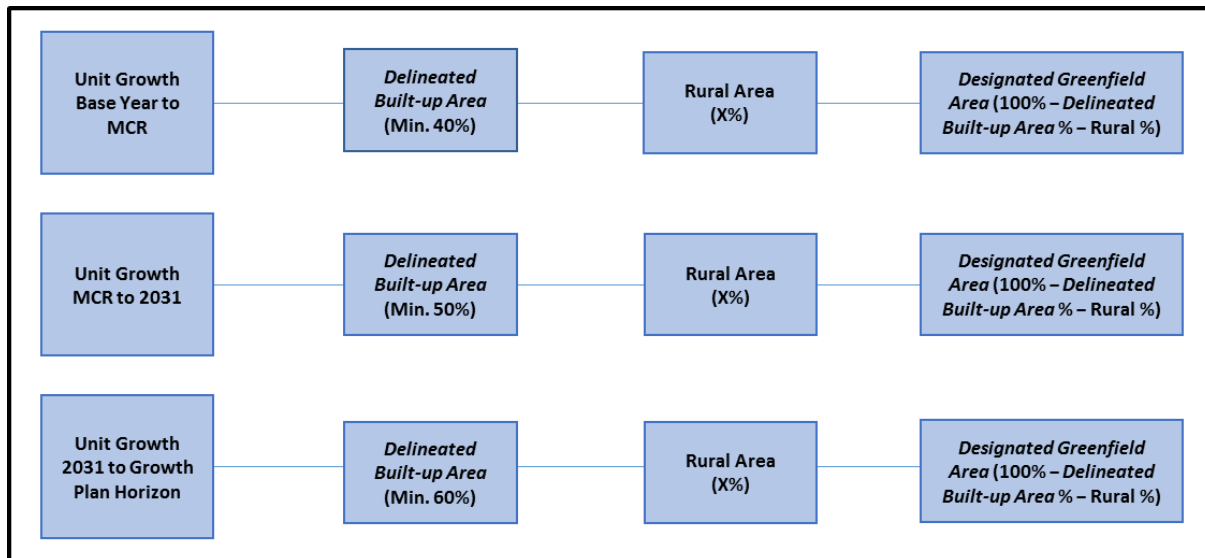 Unit Growth
Base Year to
MCR
Delineated
Built-up Area
(Min. 40%)
Rural Area
(X%)
Designated Greenfield
Area (100% – Delineated
Built-up Area % – Rural %)
Unit Growth
MCR to 2031
Delineated
Built-up Area
(Min. 50%)
Rural Area
(X%)
Designated Greenfield
Area (100% – Delineated
Built-up Area % – Rural %)
Unit Growth
2031 to Growth
Plan Horizon
Delineated
Built-up Area
(Min. 60%)
Rural Area
(X%)
Designated Greenfield
Area (100% – Delineated
Built-up Area % – Rural %)